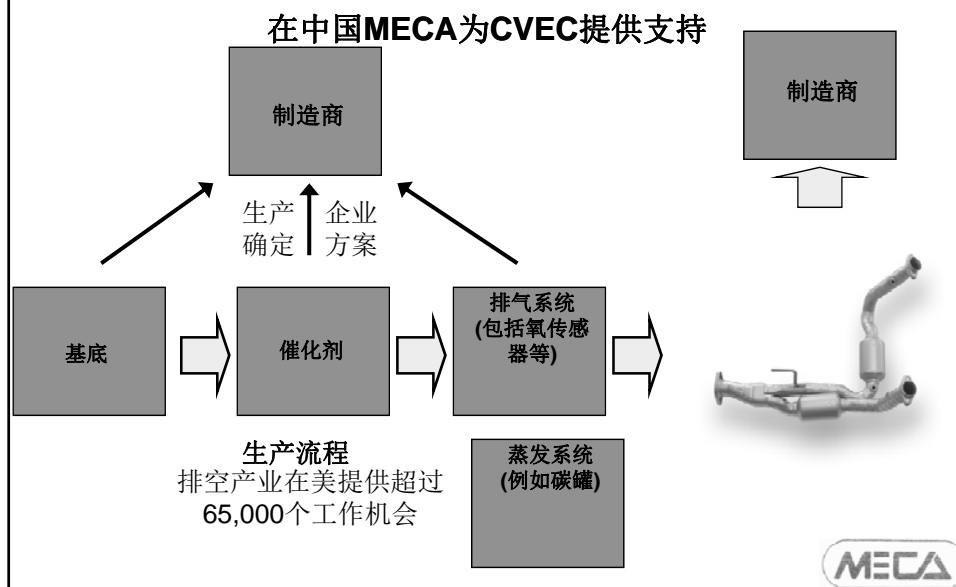 在中国MECA为CVEC提供支持
制造商
制造商
生产
确定
企业
方案
基底
催化剂
排气系统
(包括氧传感
器等)
生产流程
排空产业在美提供超过
65,000个工作机会
蒸发系统
(例如碳罐)
MECA